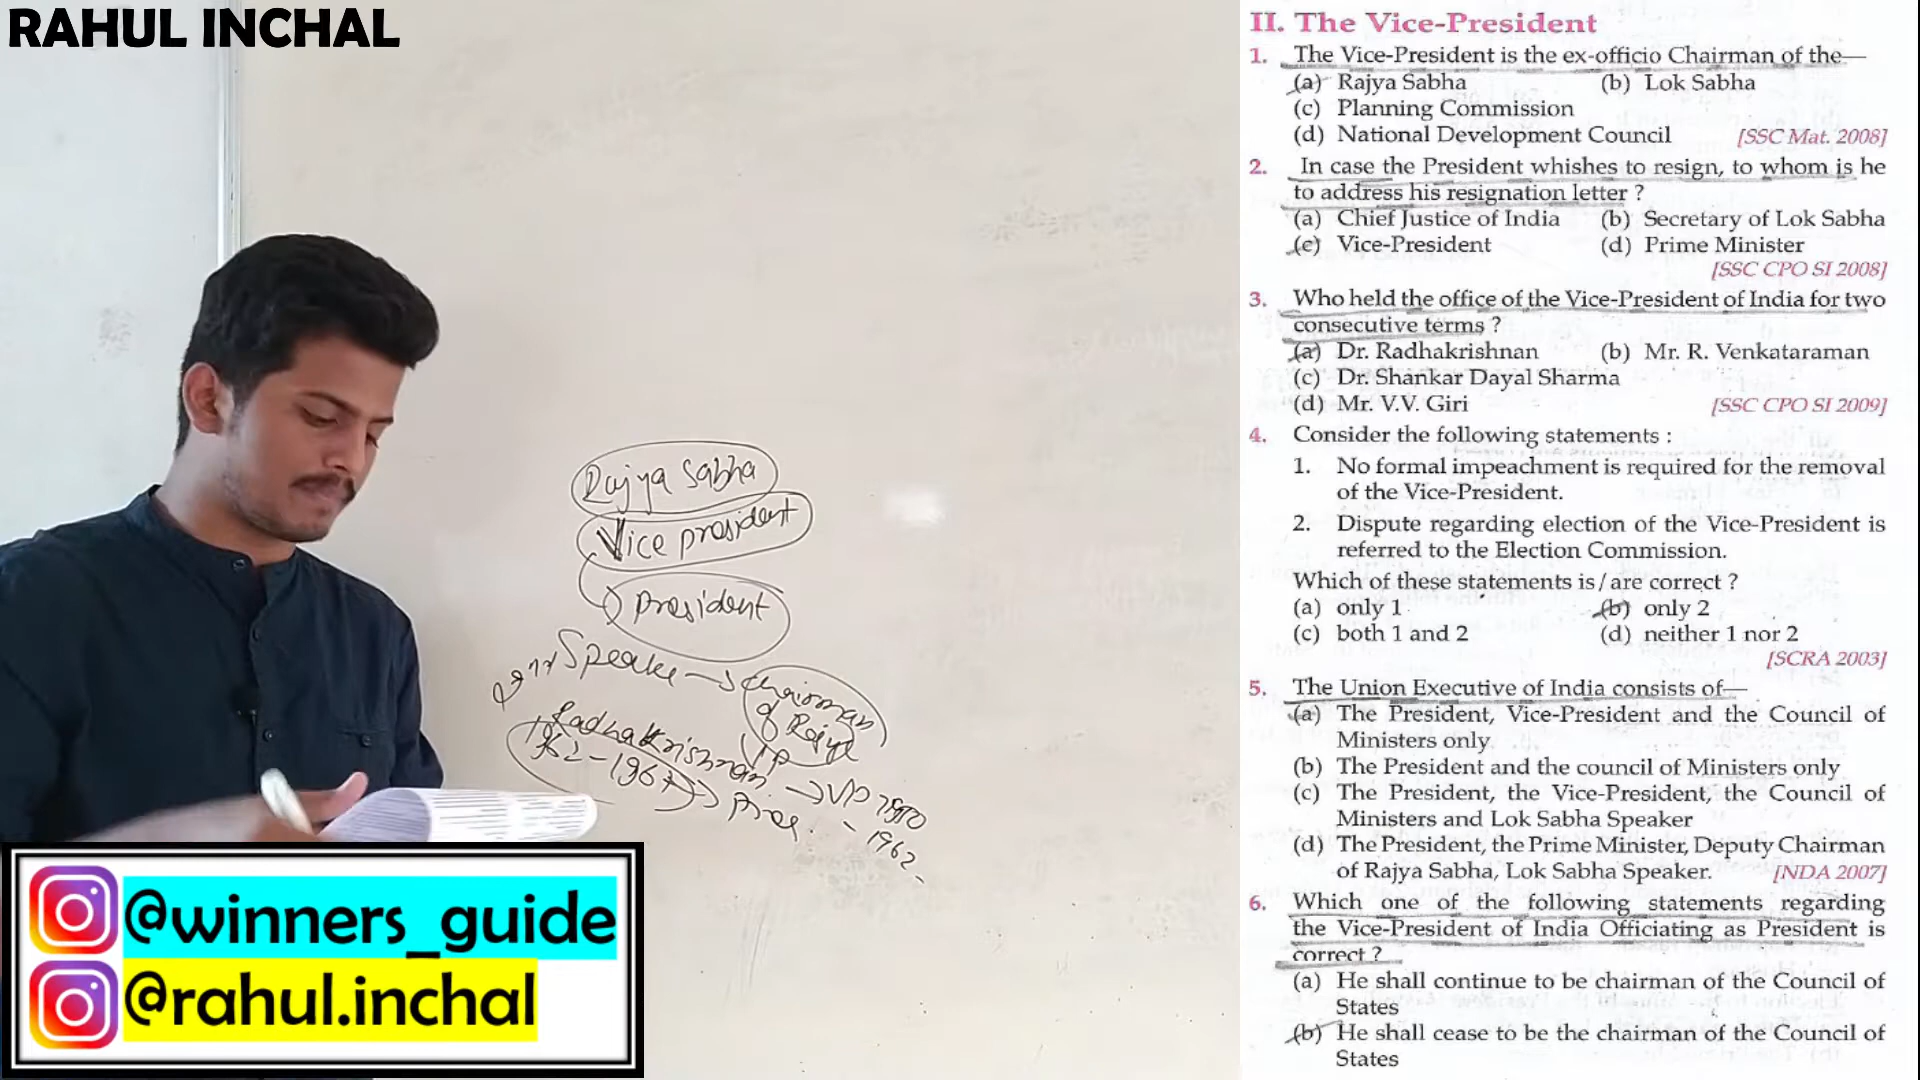 RAHUL INCHAL
Rajya Sabha
Vice president
president
Speake → chairman
of Rajya
VP
Radhakrishnan → VP
1962-1967 → Pres.
- 1962 -
@winners_guide
@rahul.inchal
II. The Vice-President
1. The Vice-President is the ex-officio Chairman of the—
(a) Rajya Sabha (b) Lok Sabha
(c) Planning Commission
(d) National Development Council [SSC Mat. 2008]
2. In case the President whishes to resign, to whom is he
to address his resignation letter ?
(a) Chief Justice of India (b) Secretary of Lok Sabha
(c) Vice-President (d) Prime Minister
[SSC CPO SI 2008]
3. Who held the office of the Vice-President of India for two
consecutive terms ?
(a) Dr. Radhakrishnan (b) Mr. R. Venkataraman
(c) Dr. Shankar Dayal Sharma
(d) Mr. V.V. Giri [SSC CPO SI 2009]
4. Consider the following statements :
1. No formal impeachment is required for the removal
of the Vice-President.
2. Dispute regarding election of the Vice-President is
referred to the Election Commission.
Which of these statements is/are correct ?
(a) only 1 (b) only 2
(c) both 1 and 2 (d) neither 1 nor 2
[SCRA 2003]
5. The Union Executive of India consists of—
(a) The President, Vice-President and the Council of
Ministers only
(b) The President and the council of Ministers only
(c) The President, the Vice-President, the Council of
Ministers and Lok Sabha Speaker
(d) The President, the Prime Minister, Deputy Chairman
of Rajya Sabha, Lok Sabha Speaker. [NDA 2007]
6. Which one of the following statements regarding
the Vice-President of India Officiating as President is
correct ?
(a) He shall continue to be chairman of the Council of
States
(b) He shall cease to be the chairman of the Council of
States